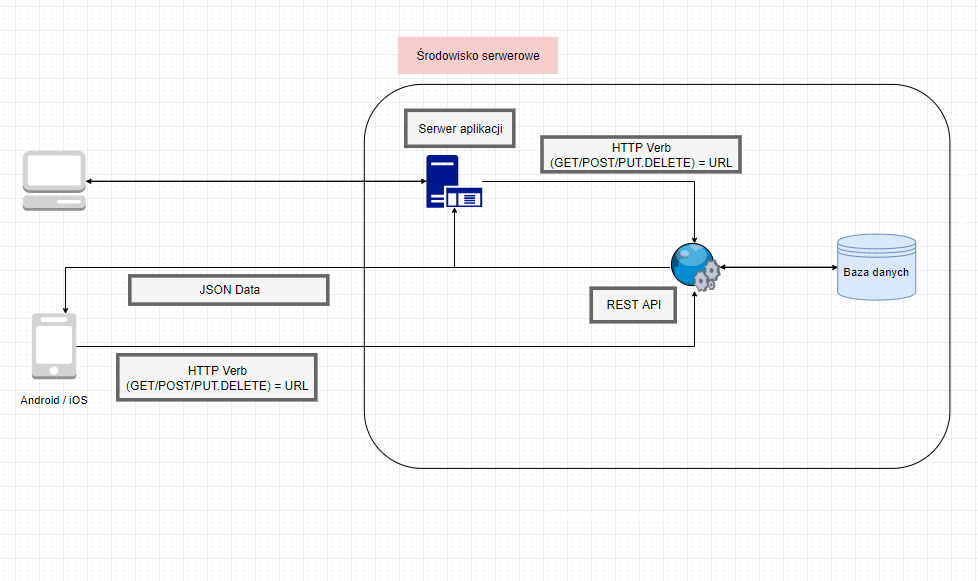 Środowisko serwerowe
Serwer aplikacji
HTTP Verb
(GET/POST/PUT.DELETE) = URL
Baza danych
JSON Data
REST API
HTTP Verb
(GET/POST/PUT.DELETE) = URL
Android / iOS